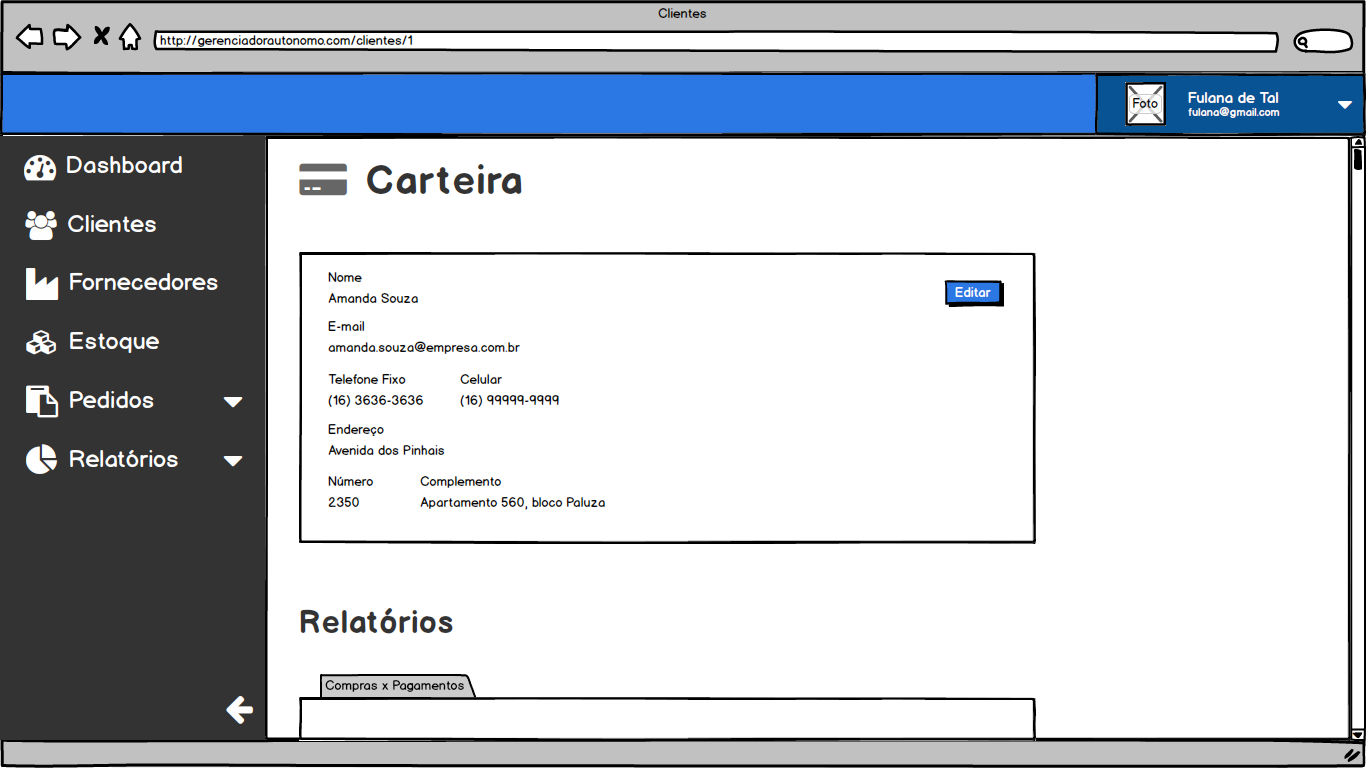 Clientes
http://gerenciadorautonomo.com/clientes/1
Foto
Fulana de Tal
fulana@gmail.com
Dashboard
Clientes
Fornecedores
Estoque
Pedidos
Relatórios
Carteira
Nome
Amanda Souza
Editar
E-mail
amanda.souza@empresa.com.br
Telefone Fixo Celular
(16) 3636-3636 (16) 99999-9999
Endereço
Avenida dos Pinhais
Número Complemento
2350 Apartamento 560, bloco Paluza
Relatórios
Compras x Pagamentos